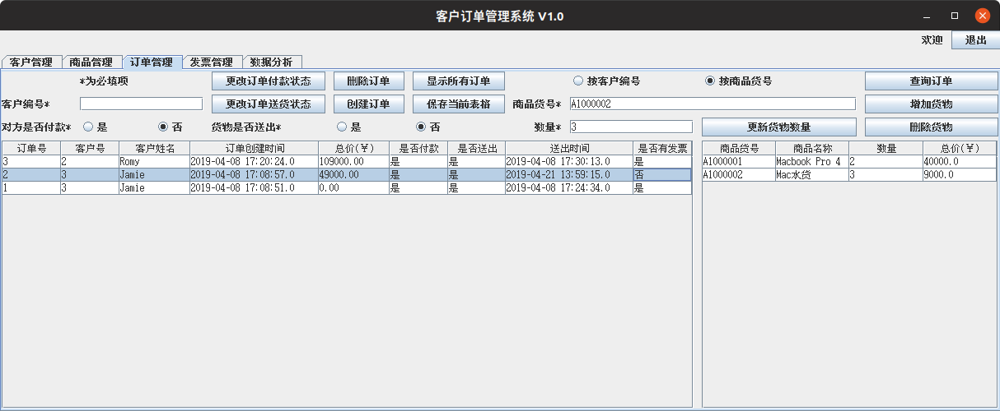 客户订单管理系统 V1.0
欢迎 退出
客户管理 商品管理 订单管理 发票管理 数据分析
*为必填项 更改订单付款状态 删除订单 显示所有订单 按客户编号 按商品货号 查询订单
客户编号* 更改订单送货状态 创建订单 保存当前表格 商品货号* A1000002 增加货物
对方是否付款* 是 否 货物是否送出* 是 否 数量* 3 更新货物数量 删除货物
订单号 客户号 客户姓名 订单创建时间 总价(¥) 是否付款 是否送出 送出时间 是否有发票 商品货号 商品名称 数量 总价(¥)
3 2 Romy 2019-04-08 17:20:24.0 109000.00 是 是 2019-04-08 17:30:13.0 是 A1000001 Macbook Pro 4 2 40000.0
2 3 Jamie 2019-04-08 17:08:57.0 49000.00 是 是 2019-04-21 13:59:15.0 否 A1000002 Mac水货 3 9000.0
1 3 Jamie 2019-04-08 17:08:51.0 0.00 是 是 2019-04-08 17:24:34.0 是